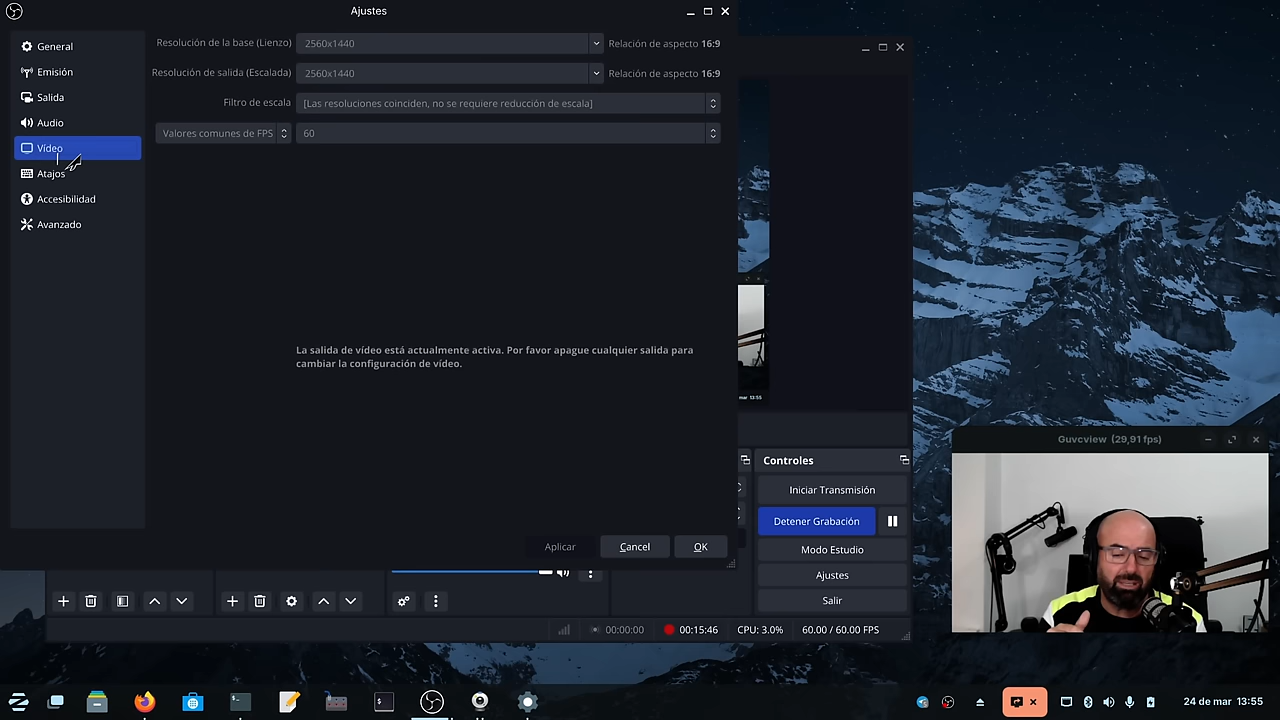 Ajustes
General
Emisión
Salida
Audio
Vídeo
Atajos
Accesibilidad
Avanzado
Resolución de la base (Lienzo) 2560x1440 Relación de aspecto 16:9
Resolución de salida (Escalada) 2560x1440 Relación de aspecto 16:9
Filtro de escala [Las resoluciones coinciden, no se requiere reducción de escala]
Valores comunes de FPS 60
La salida de vídeo está actualmente activa. Por favor apague cualquier salida para
cambiar la configuración de vídeo.
Aplicar Cancel OK
mar 13:55
Controles
Iniciar Transmisión
Detener Grabación
Modo Estudio
Ajustes
Salir
00:00:00 00:15:46 CPU: 3.0% 60.00 / 60.00 FPS
Guvcview (29,91 fps)
24 de mar 13:55